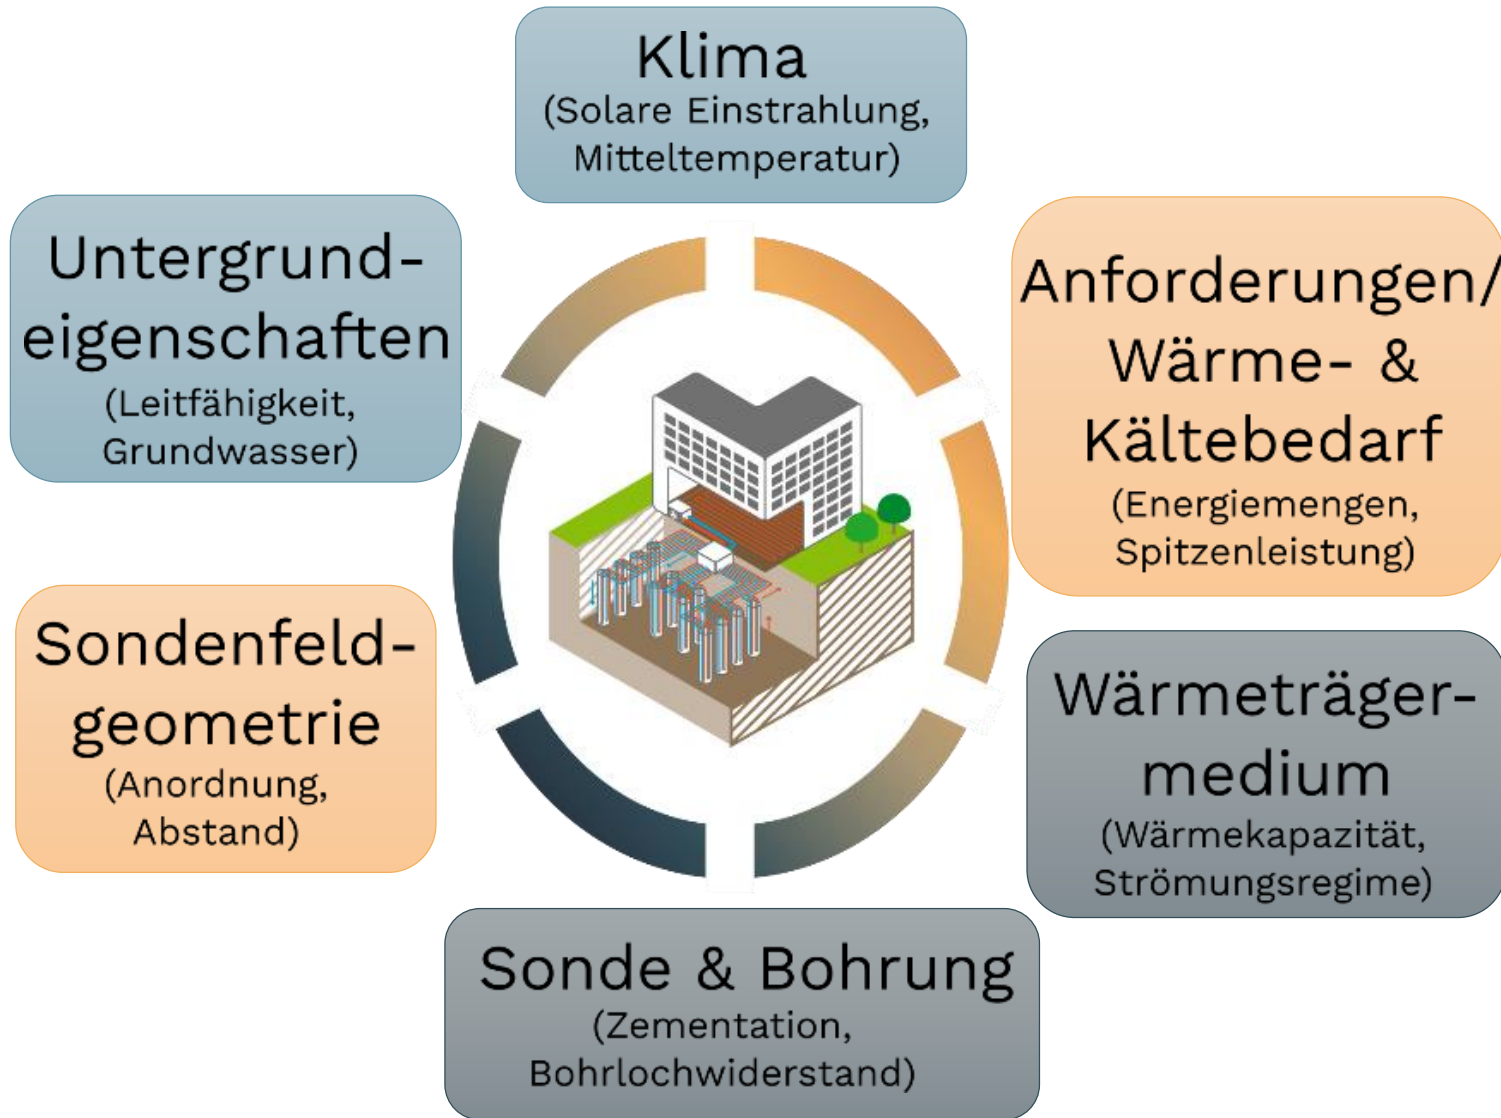 Klima
(Solare Einstrahlung,
Mitteltemperatur)
Untergrund-
eigenschaften
(Leitfähigkeit,
Grundwasser)
Anforderungen/
Wärme- &
Kältebedarf
(Energiemengen,
Spitzenleistung)
Sondenfeld-
geometrie
(Anordnung,
Abstand)
Wärmeträger-
medium
(Wärmekapazität,
Strömungsregime)
Sonde & Bohrung
(Zementation,
Bohrlochwiderstand)